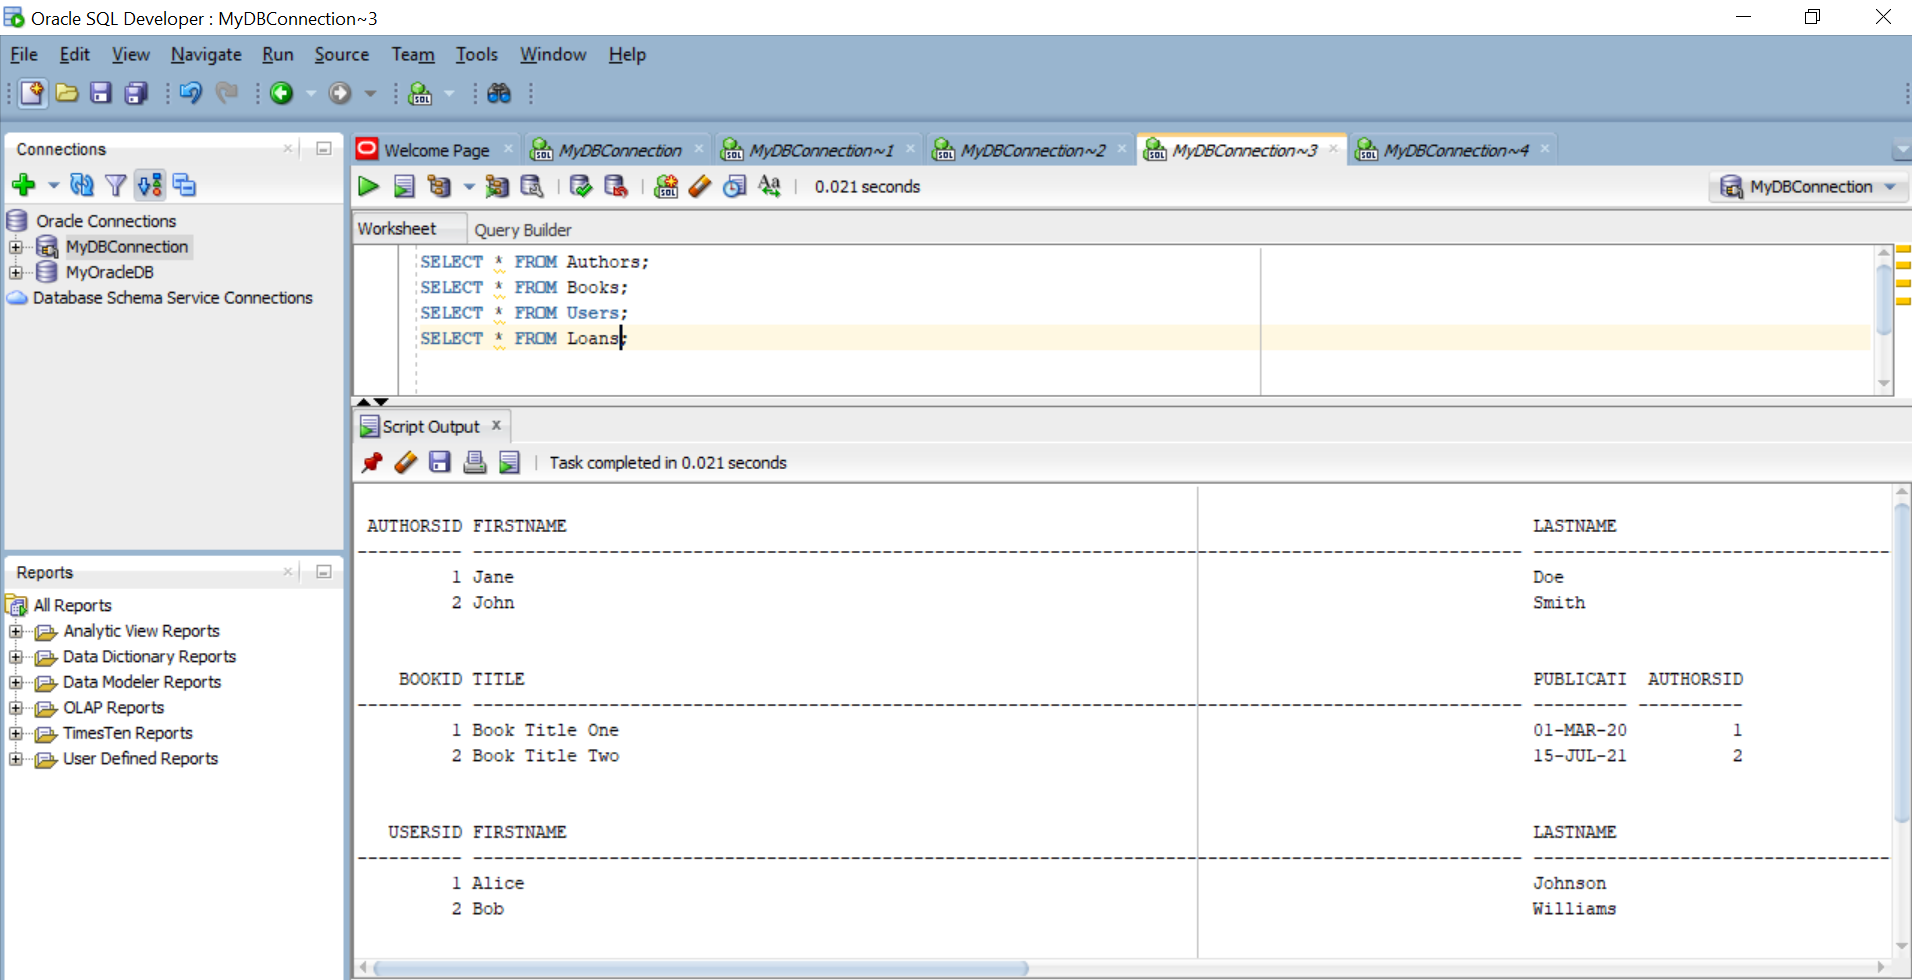 Oracle SQL Developer : MyDBConnection~3
File Edit View Navigate Run Source Team Tools Window Help
Connections
Oracle Connections
MyDBConnection
MyOracleDB
Database Schema Service Connections
Reports
All Reports
Analytic View Reports
Data Dictionary Reports
Data Modeler Reports
OLAP Reports
TimesTen Reports
User Defined Reports
Welcome Page MyDBConnection MyDBConnection~1 MyDBConnection~2 MyDBConnection~3 MyDBConnection~4
0.021 seconds MyDBConnection
Worksheet Query Builder
SELECT * FROM Authors;
SELECT * FROM Books;
SELECT * FROM Users;
SELECT * FROM Loans;
Script Output
Task completed in 0.021 seconds
AUTHORSID FIRSTNAME LASTNAME
---------- ---------------------------------------------------------------------------------------------------- ----------------------------------
1 Jane Doe
2 John Smith
BOOKID TITLE PUBLICATI AUTHORSID
---------- ---------------------------------------------------------------------------------------------------- --------- ----------
1 Book Title One 01-MAR-20 1
2 Book Title Two 15-JUL-21 2
USERSID FIRSTNAME LASTNAME
---------- ---------------------------------------------------------------------------------------------------- ----------------------------------
1 Alice Johnson
2 Bob Williams